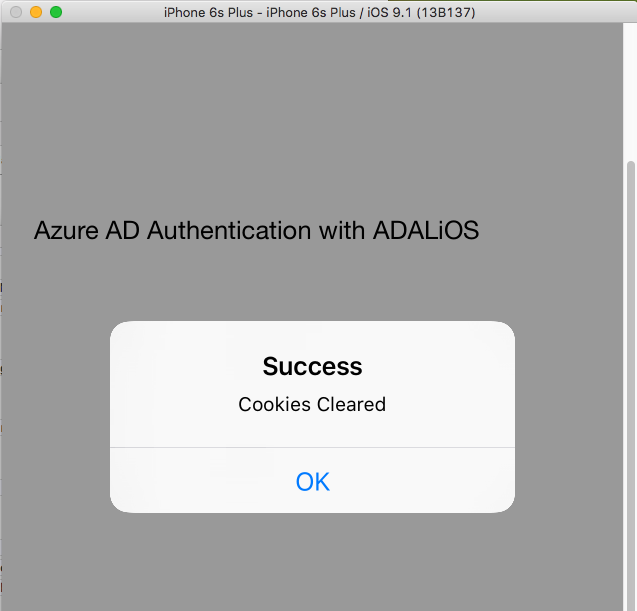 iPhone 6s Plus - iPhone 6s Plus / iOS 9.1 (13B137)
Azure AD Authentication with ADALiOS
Success
Cookies Cleared
OK